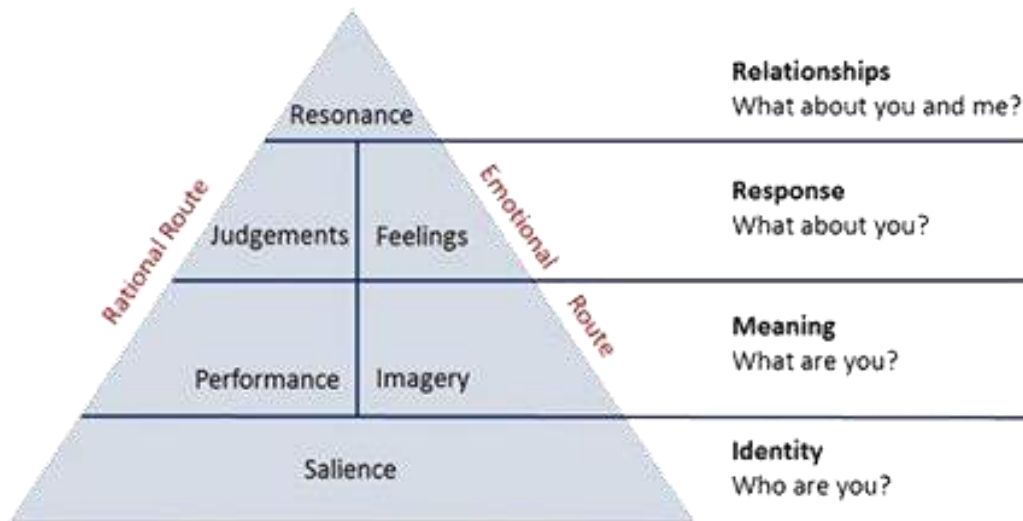 Relationships
What about you and me?
Resonance
Rational Route
Emotional Route
Response
What about you?
Judgements
Feelings
Meaning
What are you?
Performance
Imagery
Identity
Who are you?
Salience